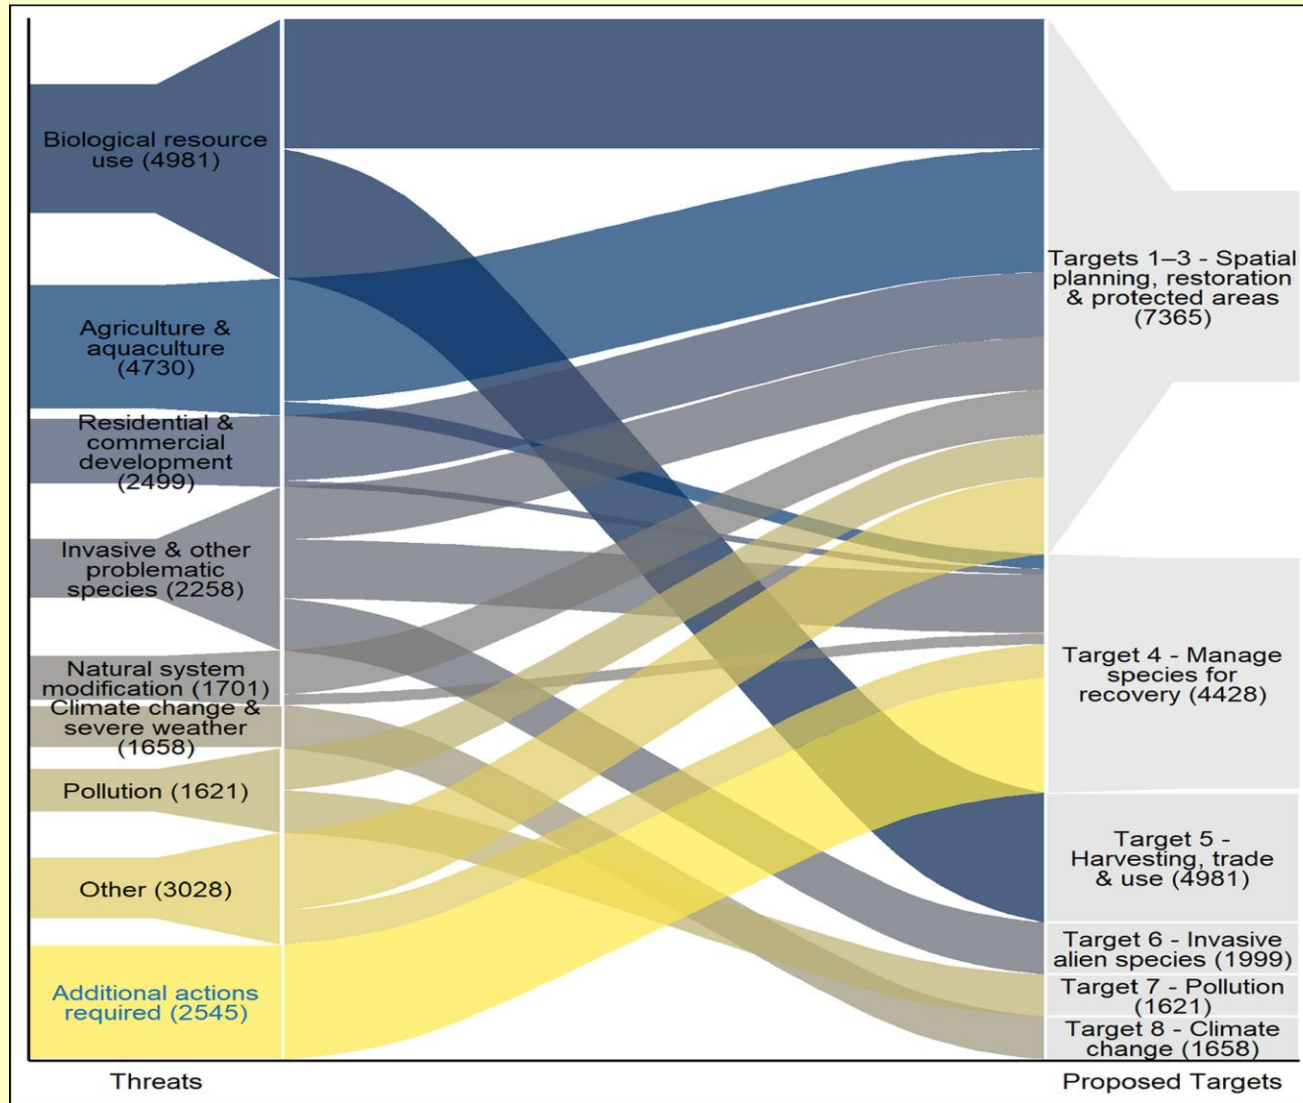 Biological resource
use (4981)
Agriculture &
aquaculture
(4730)
Residential &
commercial
development
(2499)
Invasive & other
problematic
species (2258)
Natural system
modification (1701)
Climate change &
severe weather
(1658)
Pollution (1621)
Other (3028)
Additional actions
required (2545)
Threats
Targets 1–3 - Spatial
planning, restoration
& protected areas
(7365)
Target 4 - Manage
species for
recovery (4428)
Target 5 -
Harvesting, trade
& use (4981)
Target 6 - Invasive
alien species (1999)
Target 7 - Pollution
(1621)
Target 8 - Climate
change (1658)
Proposed Targets